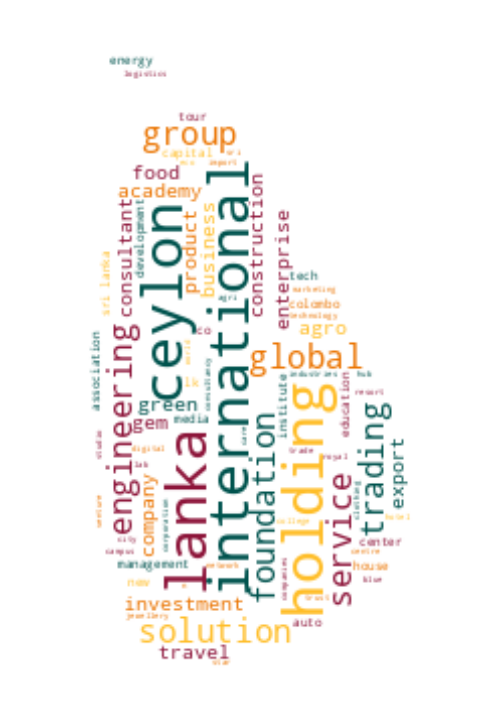 energy
logistics
tour
group
capital
import
eco
food
academy
consultant
development
product
business
international
ceylon
construction
enterprise
sri lanka
tech
marketing
colombo
technology
agro
agri
co
world
global
industries
hub
association
engineering
lk
consultancy
green
gem
media
institute
education
resort
trading
export
holding
foundation
lanka
care
studio
digital
lab
trade
royal
service
clothing
hotel
college
company
corporation
venture
city
campus
center
centre
management
network
companies
house
blue
new
trust
investment
jewellery
auto
solution
travel
star